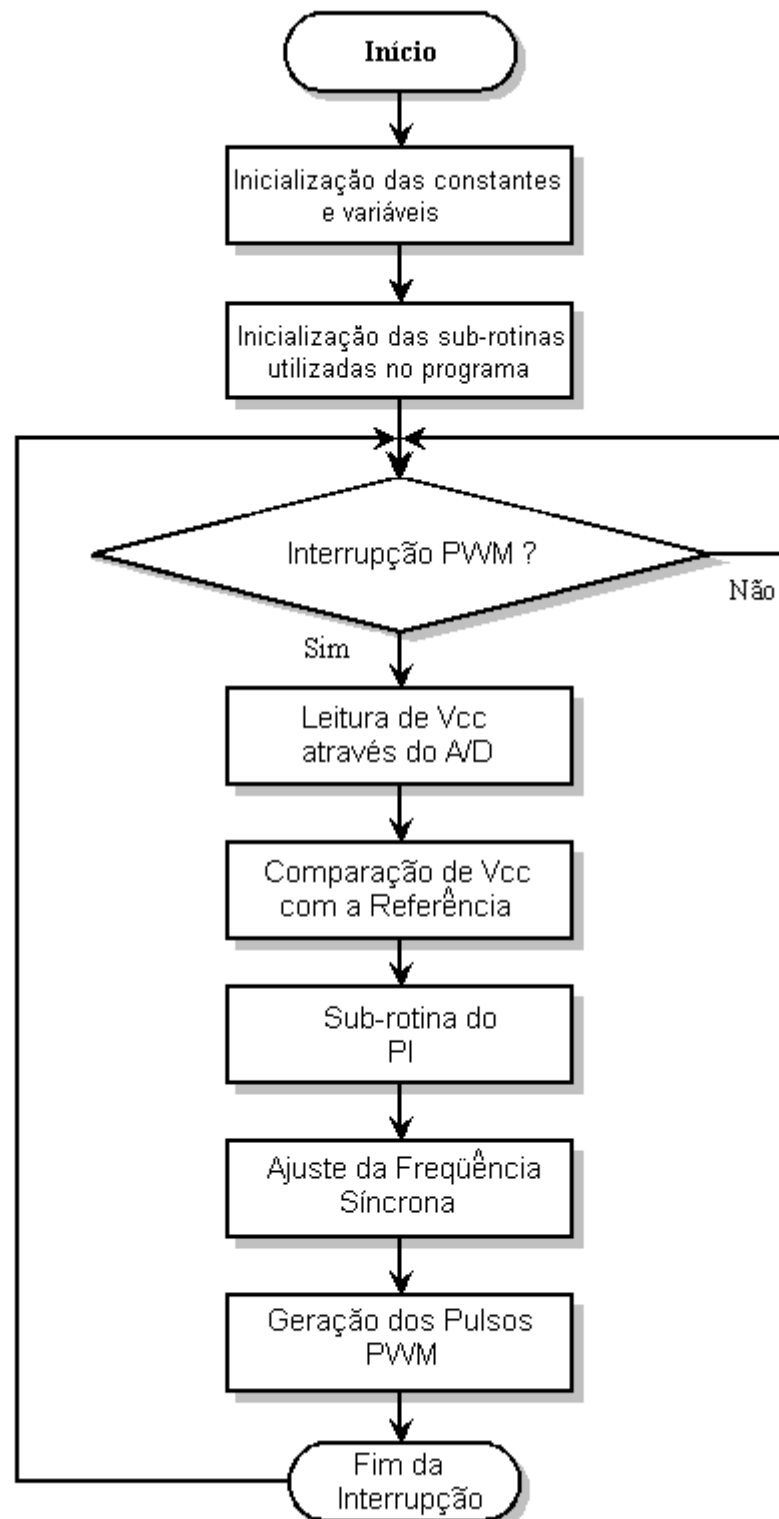 Início
Inicialização das constantes
e variáveis
Inicialização das sub-rotinas
utilizadas no programa
Interrupção PWM ?
Não
Sim
Leitura de Vcc
através do A/D
Comparação de Vcc
com a Referência
Sub-rotina do
PI
Ajuste da Freqüência
Síncrona
Geração dos Pulsos
PWM
Fim da
Interrupção